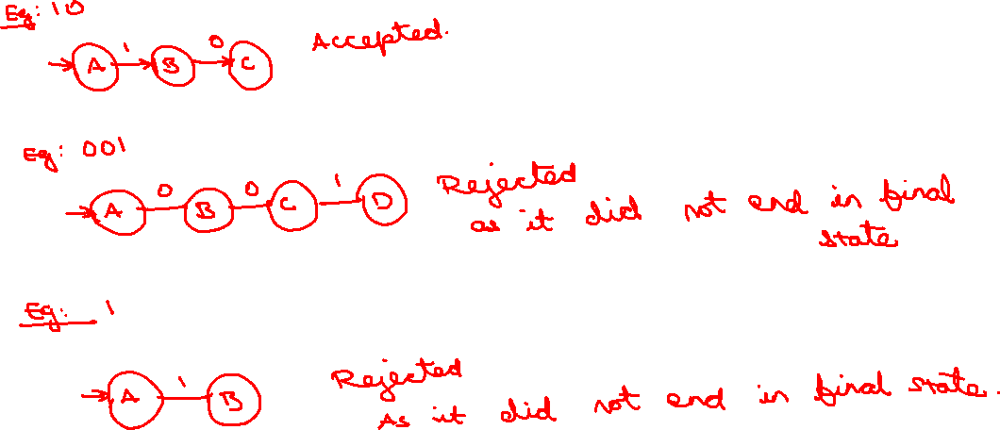 Eg: 10
1 0
A B C
Accepted.
Eg: 001
0 0 1
A B C D
Rejected
as it did not end in final
state
Eg: 1
1
A B
Rejected
As it did not end in final state.